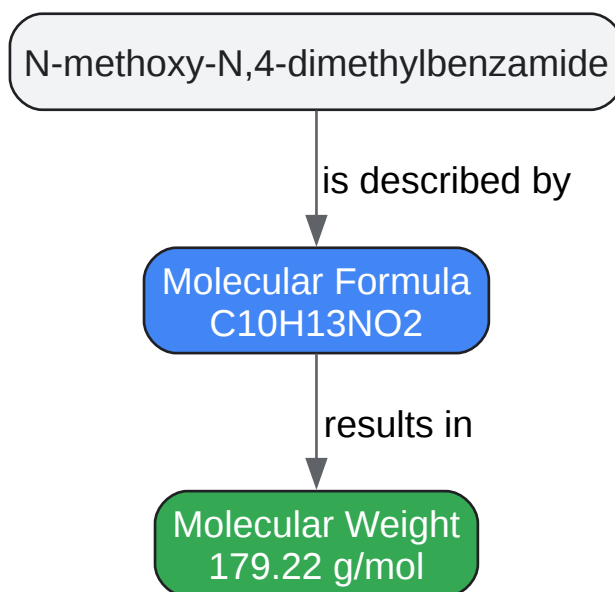 N-methoxy-N,4-dimethylbenzamide
is described by
Molecular Formula
C10H13NO2
results in
Molecular Weight
179.22 g/mol